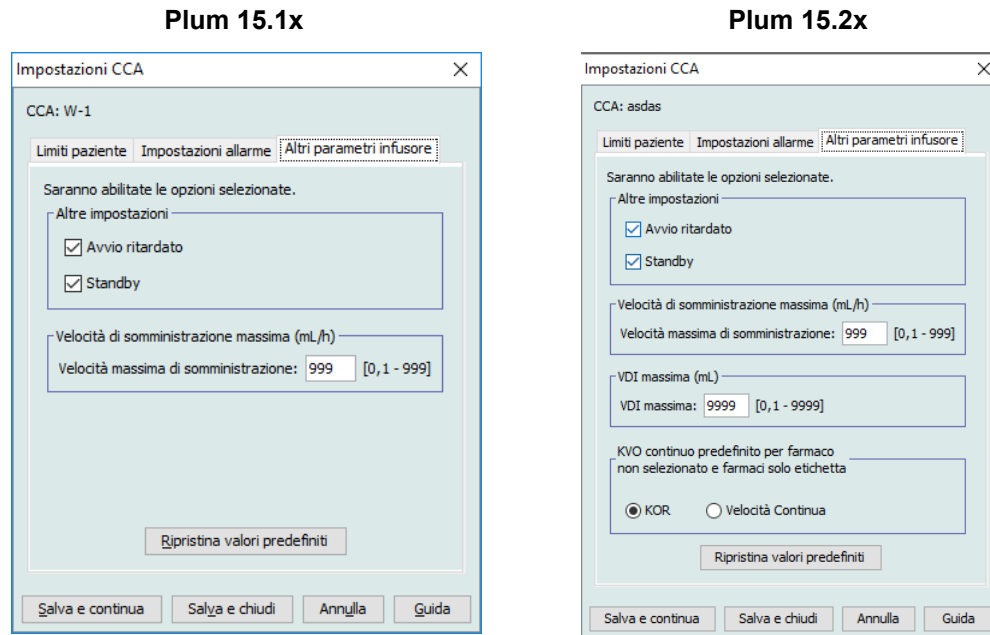 Plum 15.1x
Impostazioni CCA
CCA: W-1
Limiti paziente Impostazioni allarme Altri parametri infusore
Saranno abilitate le opzioni selezionate.
Altre impostazioni
Avvio ritardato
Standby
Velocità di somministrazione massima (mL/h)
Velocità massima di somministrazione: 999 [0,1 - 999]
Ripristina valori predefiniti
Salva e continua Salva e chiudi Annulla Guida
Plum 15.2x
Impostazioni CCA
CCA: asdas
Limiti paziente Impostazioni allarme Altri parametri infusore
Saranno abilitate le opzioni selezionate.
Altre impostazioni
Avvio ritardato
Standby
Velocità di somministrazione massima (mL/h)
Velocità massima di somministrazione: 999 [0,1 - 999]
VDI massima (mL)
VDI massima: 9999 [0,1 - 9999]
KVO continuo predefinito per farmaco
non selezionato e farmaci solo etichetta
KOR Velocità Continua
Ripristina valori predefiniti
Salva e continua Salva e chiudi Annulla Guida